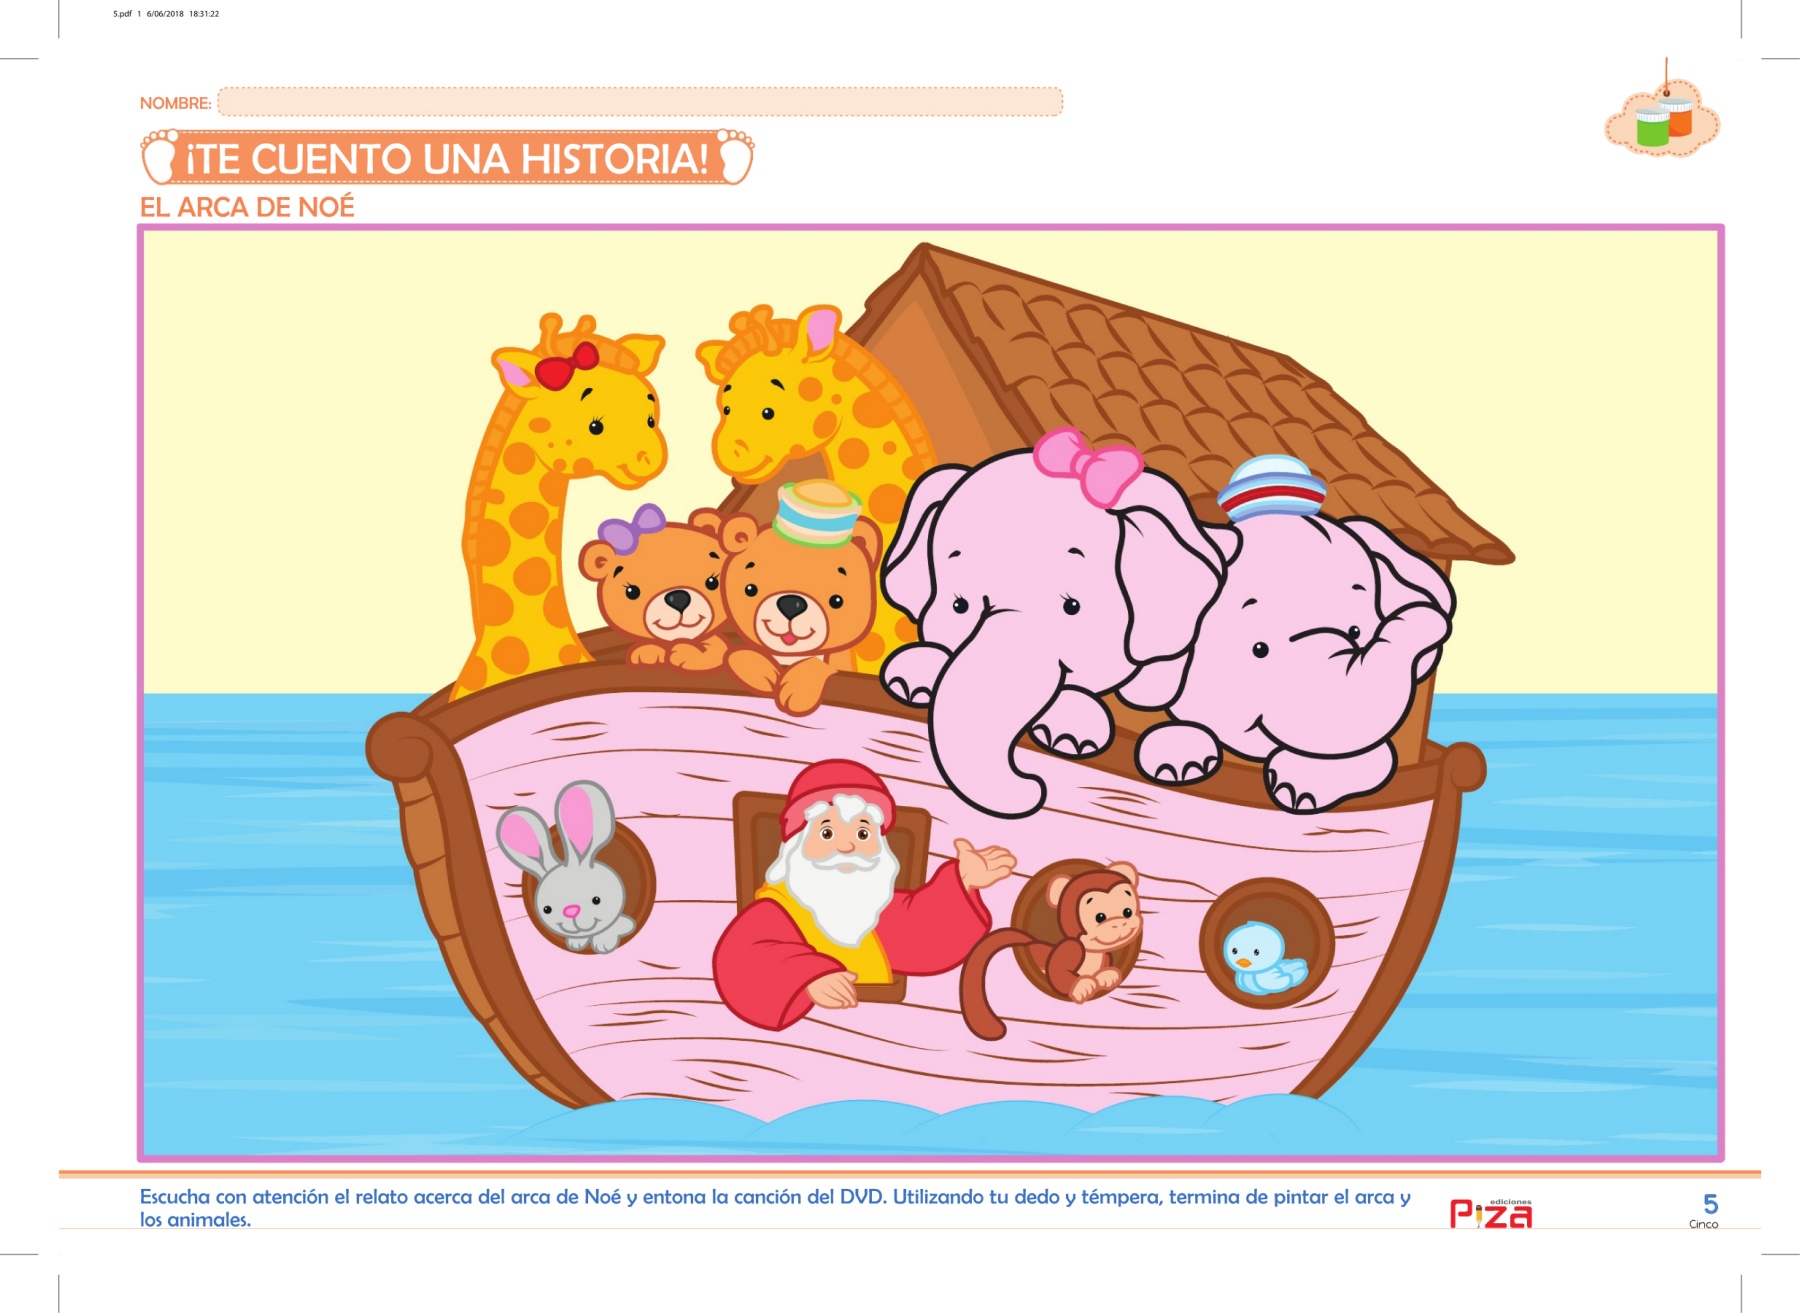 5.pdf 1 6/06/2018 18:31:22
NOMBRE:
¡TE CUENTO UNA HISTORIA!
EL ARCA DE NOÉ
Escucha con atención el relato acerca del arca de Noé y entona la canción del DVD. Utilizando tu dedo y témpera, termina de pintar el arca y
los animales.
ediciones
Piza
5
Cinco